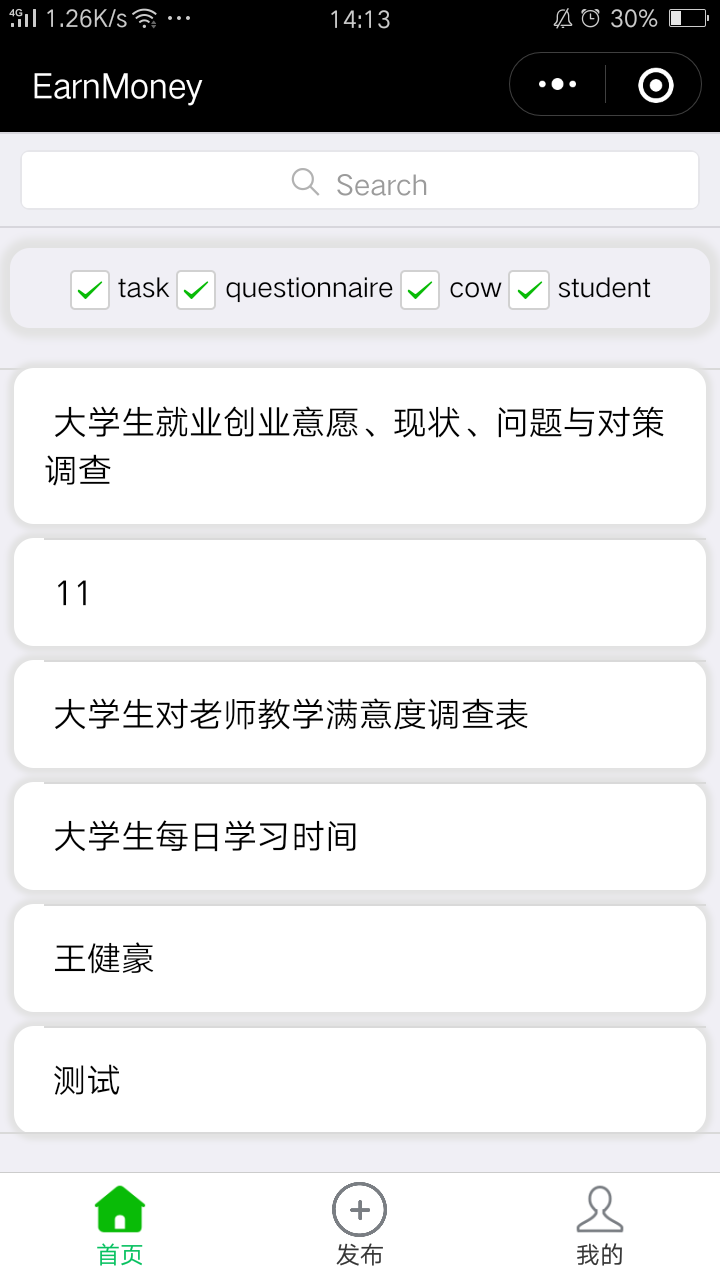 4G 1.26K/s ··· 14:13 30%
EarnMoney
Search
task questionnaire cow student
大学生就业创业意愿、现状、问题与对策
调查
11
大学生对老师教学满意度调查表
大学生每日学习时间
王健豪
测试
首页 发布 我的